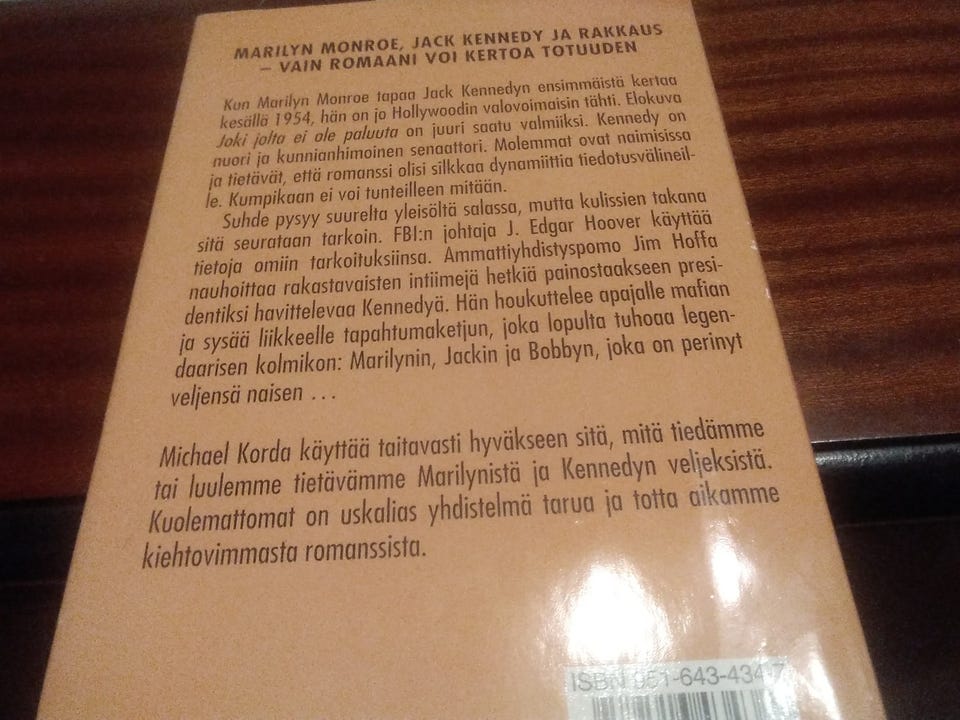 MARILYN MONROE, JACK KENNEDY JA RAKKAUS
– VAIN ROMAANI VOI KERTOA TOTUUDEN
Kun Marilyn Monroe tapaa Jack Kennedyn ensimmäistä kertaa
kesällä 1954, hän on jo Hollywoodin valovoimaisin tähti. Elokuva
Joki jolta ei ole paluuta on juuri saatu valmiiksi. Kennedy on
nuori ja kunnianhimoinen senaattori. Molemmat ovat naimisissa
ja tietävät, että romanssi olisi silkkaa dynamiittia tiedotusvälineil-
le. Kumpikaan ei voi tunteilleen mitään.
Suhde pysyy suurelta yleisöltä salassa, mutta kulissien takana
sitä seurataan tarkoin. FBI:n johtaja J. Edgar Hoover käyttää
tietoja omiin tarkoituksiinsa. Ammattiyhdistyspomo Jim Hoffa
nauhoittaa rakastavaisten intiimejä hetkiä painostaakseen presi-
dentiksi havittelevaa Kennedyä. Hän houkuttelee apajalle mafian
ja sysää liikkeelle tapahtumaketjun, joka lopulta tuhoaa legen-
daarisen kolmikon: Marilynin, Jackin ja Bobbyn, joka on perinyt
veljensä naisen ...
Michael Korda käyttää taitavasti hyväkseen sitä, mitä tiedämme
tai luulemme tietävämme Marilynistä ja Kennedyn veljeksistä.
Kuolemattomat on uskalias yhdistelmä tarua ja totta aikamme
kiehtovimmasta romanssista.
ISBN 951-643-434-7